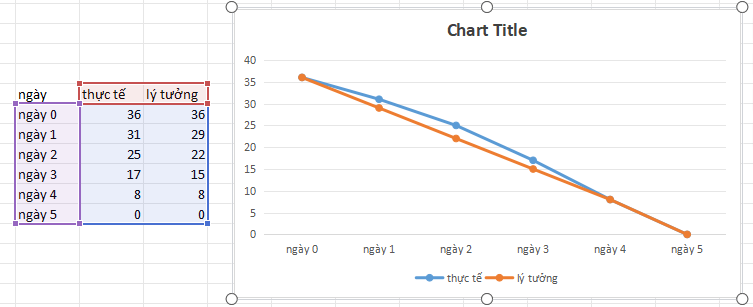 ngày thực tế lý tưởng
ngày 0 36 36
ngày 1 31 29
ngày 2 25 22
ngày 3 17 15
ngày 4 8 8
ngày 5 0 0
Chart Title
40
35
30
25
20
15
10
5
0
ngày 0 ngày 1 ngày 2 ngày 3 ngày 4 ngày 5
thực tế lý tưởng